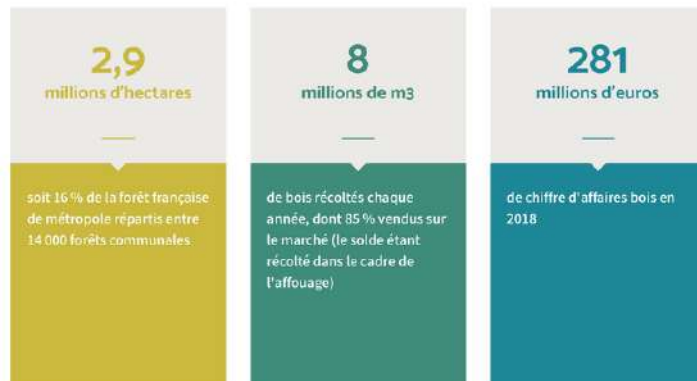 2,9
millions d'hectares
soit 16 % de la forêt française
de métropole répartis entre
14 000 forêts communales
8
millions de m3
de bois récoltés chaque
année, dont 85 % vendus sur
le marché (le solde étant
récolté dans le cadre de
l'affouage)
281
millions d'euros
de chiffre d'affaires bois en
2018